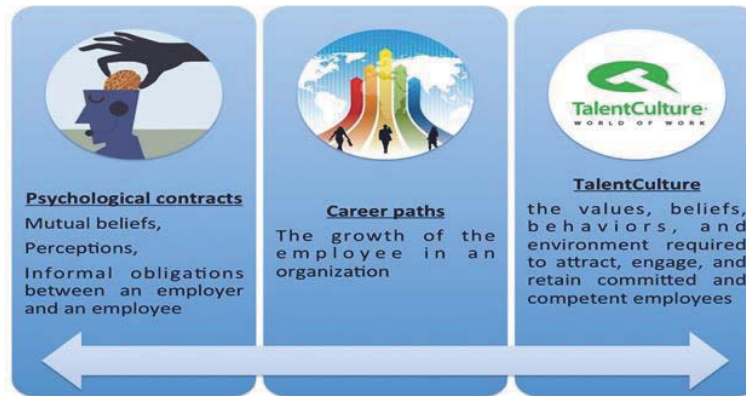 Psychological contracts
Mutual beliefs,
Perceptions,
Informal obligations
between an employer
and an employee
Career paths
The growth of the
employee in an
organization
TalentCulture
WORLD OF WORK
TalentCulture
the values, beliefs,
behaviors, and
environment required
to attract, engage, and
retain committed and
competent employees